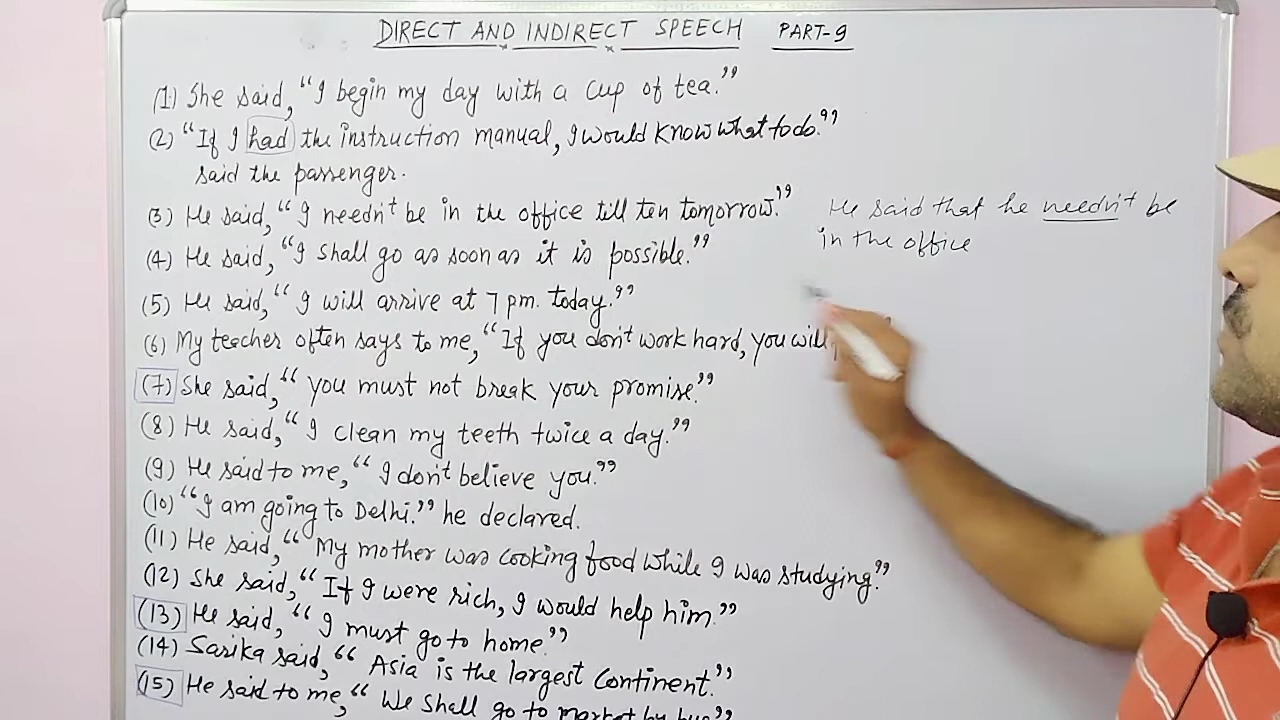 DIRECT AND INDIRECT SPEECH PART-9
(1) She said, "I begin my day with a cup of tea."
(2) "If I had the instruction manual, I would know what to do."
said the passenger.
(3) He said, "I needn't be in the office till ten tomorrow."
He said that he needn't be
in the office
(4) He said, "I shall go as soon as it is possible."
(5) He said, "I will arrive at 7 pm. today."
(6) My teacher often says to me, "If you don't work hard, you will
(7) She said, "you must not break your promise."
(8) He said, "I clean my teeth twice a day."
(9) He said to me, "I don't believe you."
(10) "I am going to Delhi." he declared.
(11) He said, "My mother was cooking food while I was studying."
(12) She said, "If I were rich, I would help him."
(13) He said, "I must go to home."
(14) Sarika said, "Asia is the largest Continent."
(15) He said to me, "We shall go to market by bus"